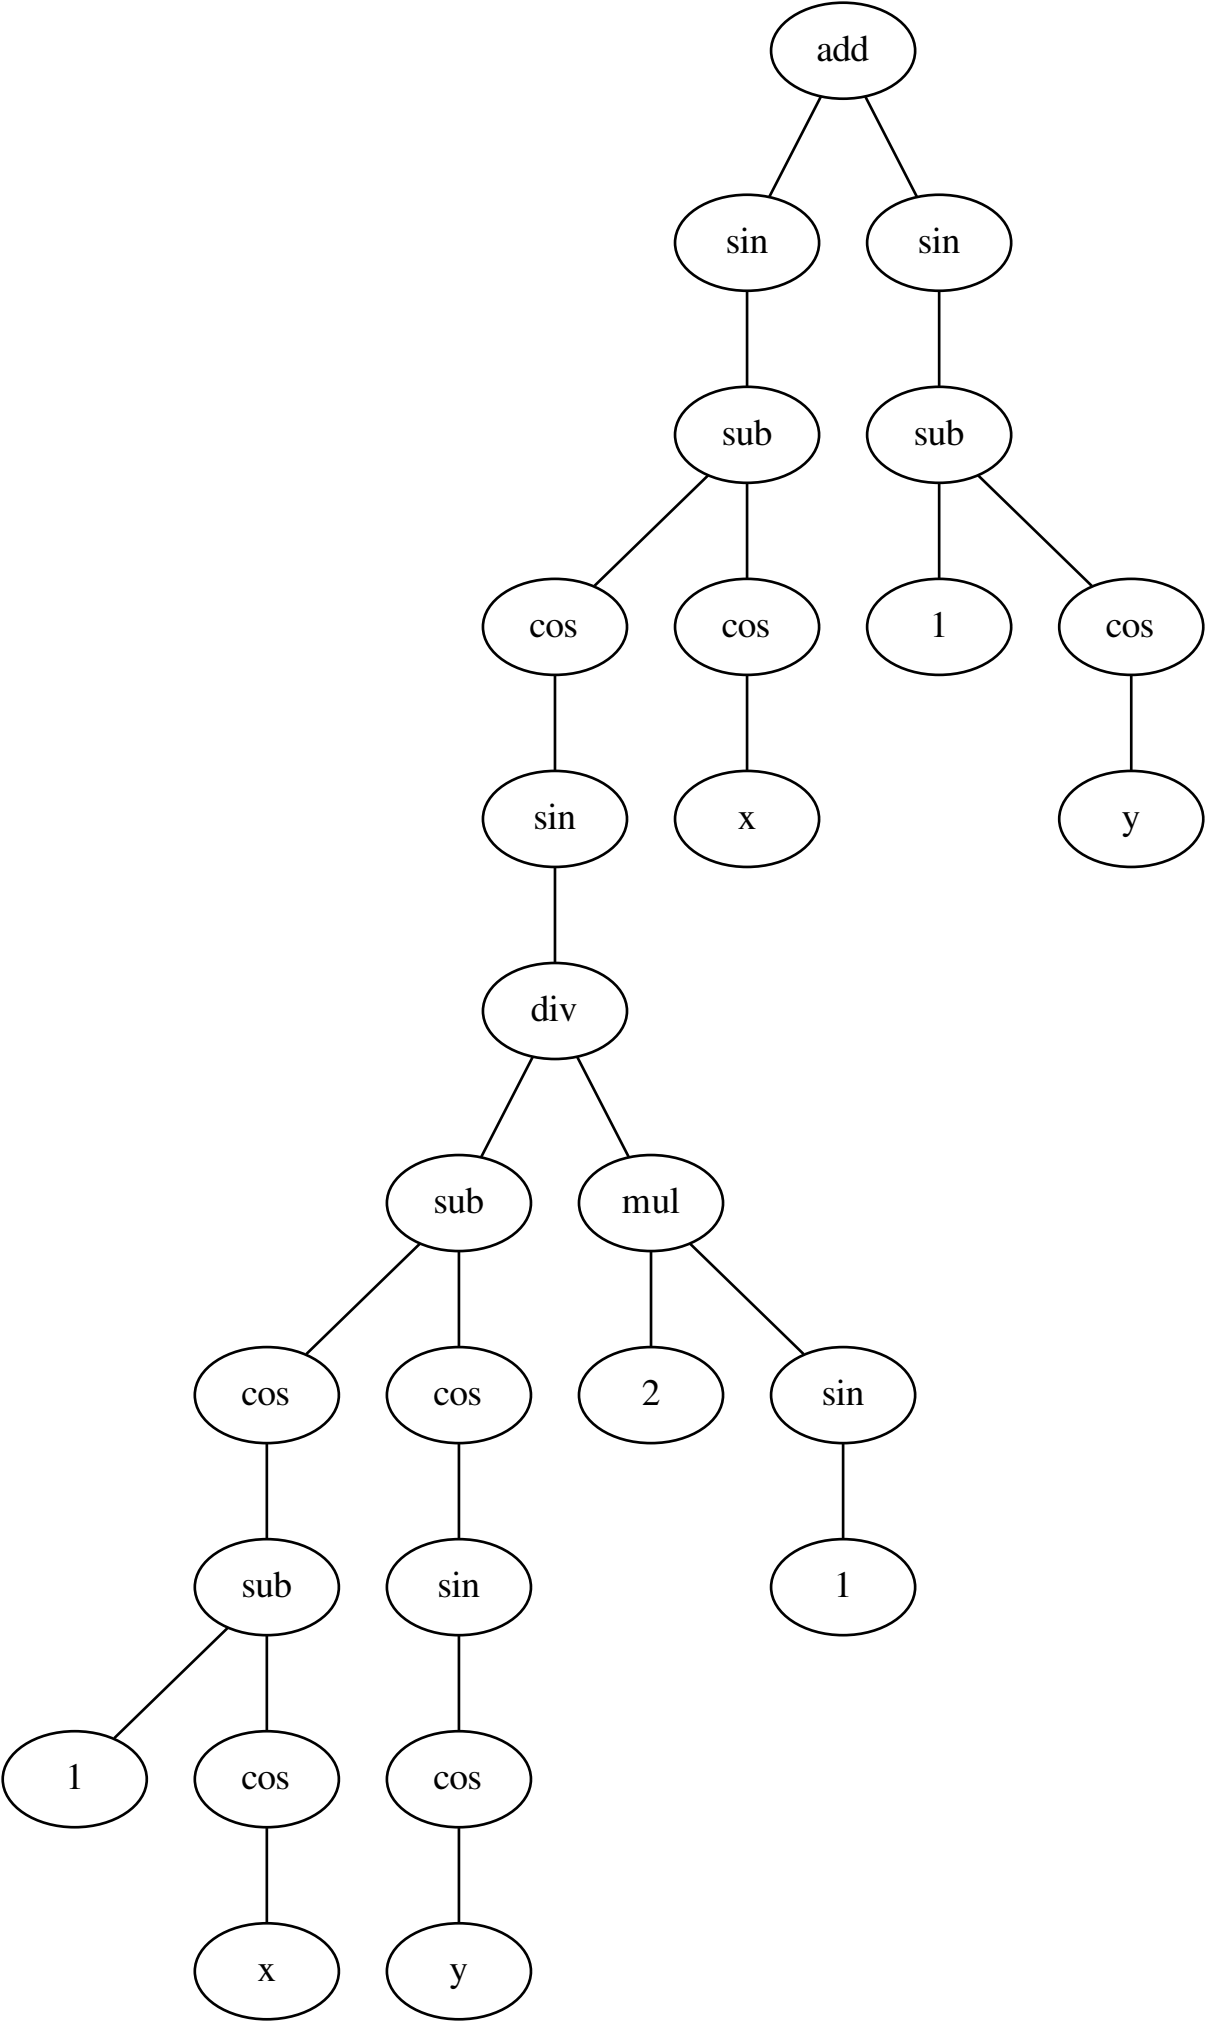 add
sin sin
sub sub
cos cos 1 cos
sin x y
div
sub mul
cos cos 2 sin
sub sin 1
1 cos cos
x y